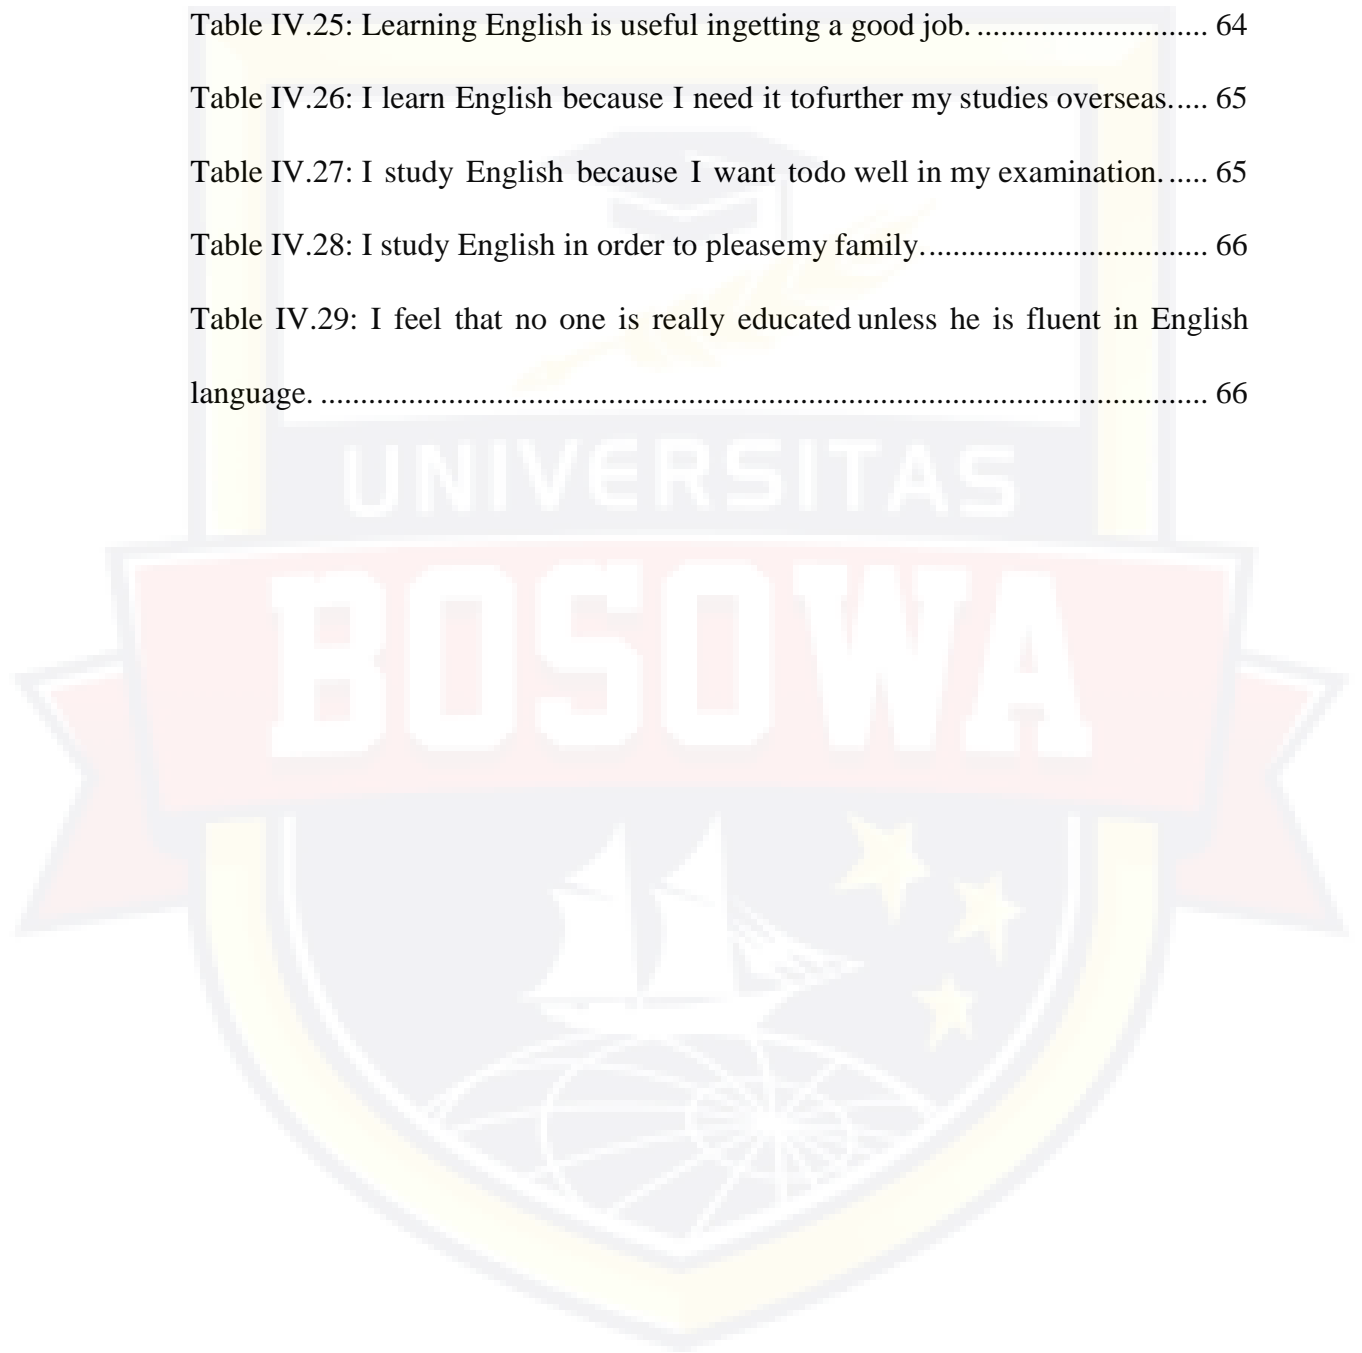 Table IV.25: Learning English is useful ingetting a good job. ............................. 64
Table IV.26: I learn English because I need it tofurther my studies overseas..... 65
Table IV.27: I study English because I want todo well in my examination. ..... 65
Table IV.28: I study English in order to pleasemy family.................................... 66
Table IV.29: I feel that no one is really educated unless he is fluent in English
language. ................................................................................................................ 66
UNIVERSITAS
BOSOWA